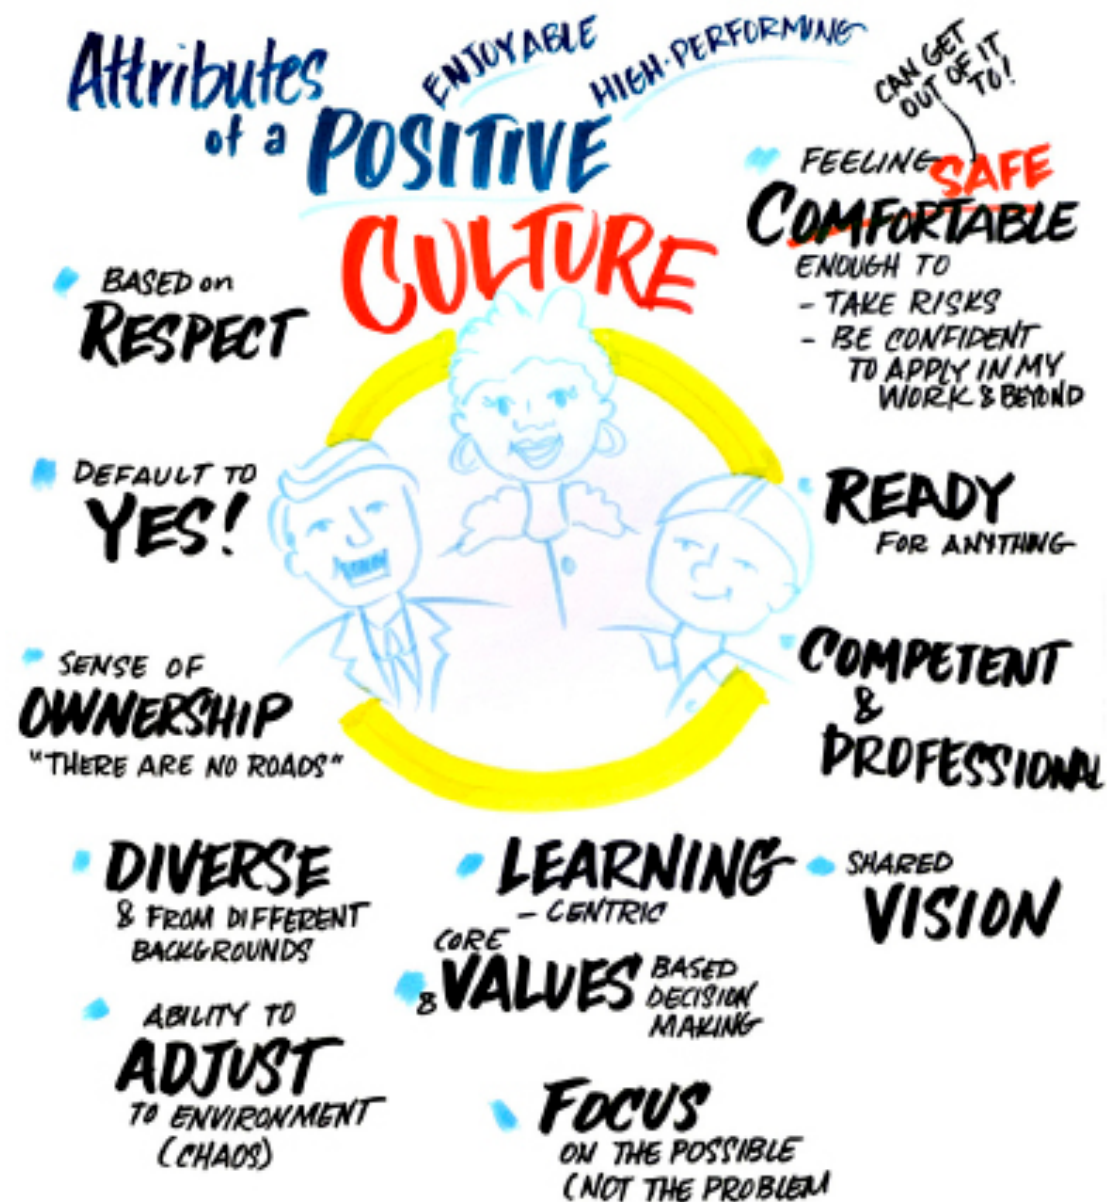 Attributes
of a POSITIVE
CULTURE
ENJOYABLE
HIGH-PERFORMING
CAN GET
OUT OF IT
TO!
FEELING SAFE
COMFORTABLE
ENOUGH TO
- TAKE RISKS
- BE CONFIDENT
TO APPLY IN MY
WORK & BEYOND
BASED on
RESPECT
DEFAULT TO
YES!
READY
FOR ANYTHING
SENSE OF
OWNERSHIP
"THERE ARE NO ROADS"
COMPETENT
&
PROFESSIONAL
DIVERSE
& FROM DIFFERENT
BACKGROUNDS
LEARNING
- CENTRIC
SHARED
VISION
CORE
& VALUES BASED
DECISION
MAKING
ABILITY TO
ADJUST
TO ENVIRONMENT
(CHAOS)
FOCUS
ON THE POSSIBLE
(NOT THE PROBLEM